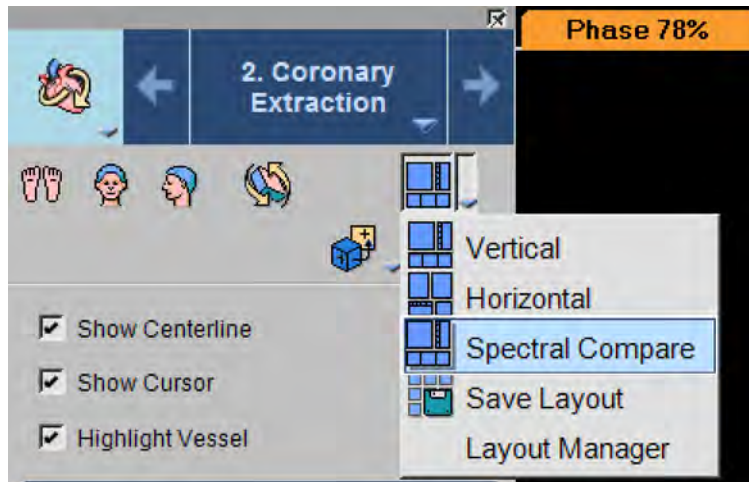 Phase 78%
2. Coronary
Extraction
Vertical
Horizontal
Show Centerline
Spectral Compare
Show Cursor
Save Layout
Highlight Vessel
Layout Manager